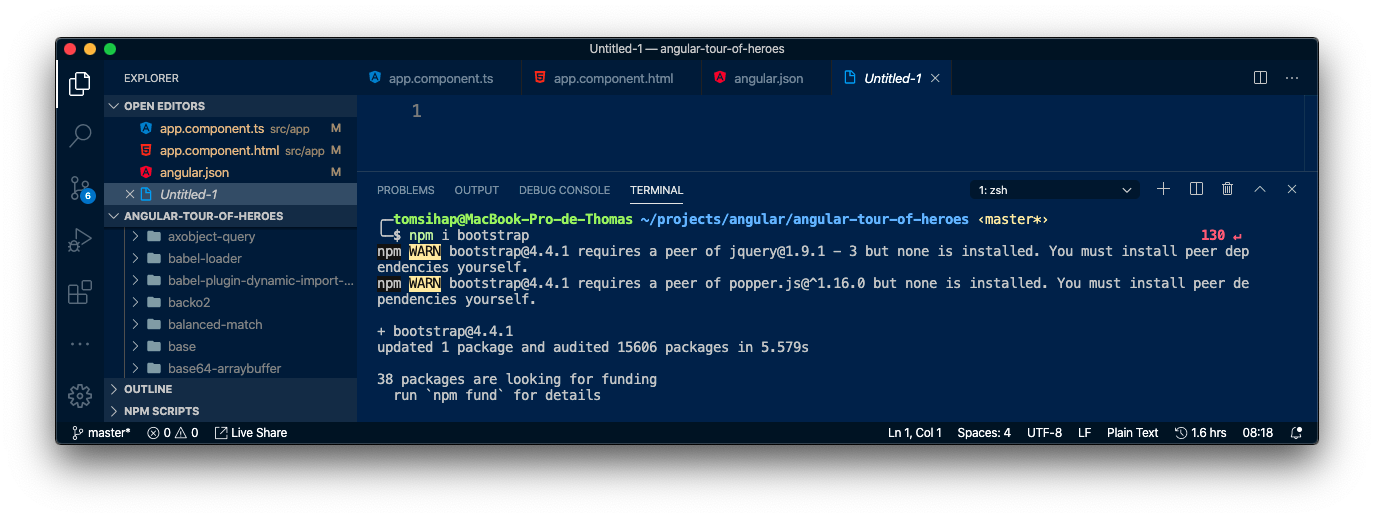 Untitled-1 — angular-tour-of-heroes
EXPLORER
app.component.ts
app.component.html
angular.json
Untitled-1
OPEN EDITORS
app.component.ts src/app M
app.component.html src/app M
angular.json M
Untitled-1
6
ANGULAR-TOUR-OF-HEROES
axobject-query
babel-loader
babel-plugin-dynamic-import-...
backo2
balanced-match
base
base64-arraybuffer
OUTLINE
NPM SCRIPTS
1
PROBLEMS OUTPUT DEBUG CONSOLE TERMINAL 1: zsh
tomsihap@MacBook-Pro-de-Thomas ~/projects/angular/angular-tour-of-heroes ‹master*›
$ npm i bootstrap 130 ↵
npm WARN bootstrap@4.4.1 requires a peer of jquery@1.9.1 - 3 but none is installed. You must install peer dep
endencies yourself.
npm WARN bootstrap@4.4.1 requires a peer of popper.js@^1.16.0 but none is installed. You must install peer de
pendencies yourself.
+ bootstrap@4.4.1
updated 1 package and audited 15606 packages in 5.579s
38 packages are looking for funding
run `npm fund` for details
master* 0 0 Live Share Ln 1, Col 1 Spaces: 4 UTF-8 LF Plain Text 1.6 hrs 08:18